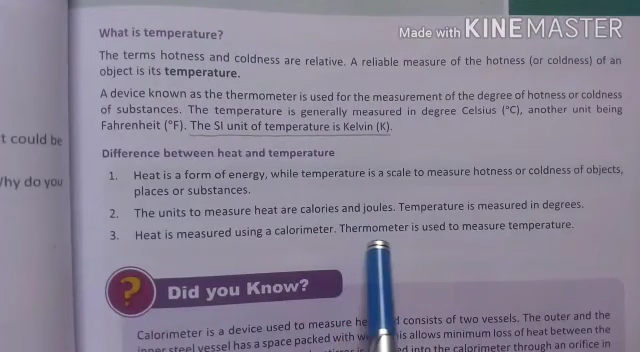 Made with KINEMASTER
What is temperature?
The terms hotness and coldness are relative. A reliable measure of the hotness (or coldness) of an
object is its temperature.
A device known as the thermometer is used for the measurement of the degree of hotness or coldness
of substances. The temperature is generally measured in degree Celsius (°C), another unit being
Fahrenheit (°F). The SI unit of temperature is Kelvin (K).
t could be
Why do you
Difference between heat and temperature
1. Heat is a form of energy, while temperature is a scale to measure hotness or coldness of objects,
places or substances.
2. The units to measure heat are calories and joules. Temperature is measured in degrees.
3. Heat is measured using a calorimeter. Thermometer is used to measure temperature.
? Did you Know?
Calorimeter is a device used to measure he d consists of two vessels. The outer and the
inner steel vessel has a space packed with is allows minimum loss of heat between the
ed into the calorimeter through an orifice in